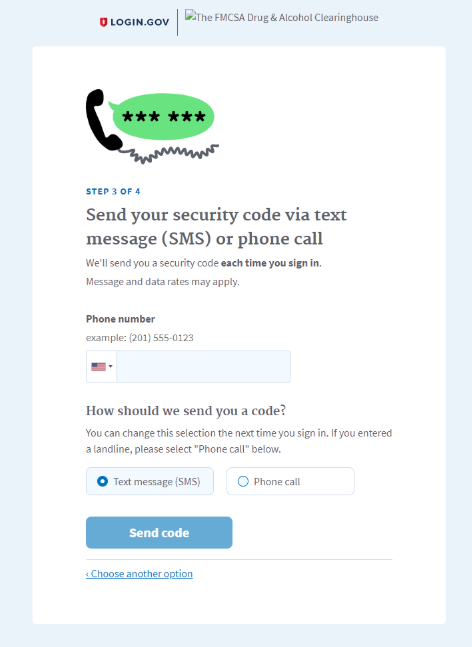 LOGIN.GOV
The FMCSA Drug & Alcohol Clearinghouse
*** ***
STEP 3 OF 4
Send your security code via text
message (SMS) or phone call
We'll send you a security code each time you sign in.
Message and data rates may apply.
Phone number
example: (201) 555-0123
How should we send you a code?
You can change this selection the next time you sign in. If you entered
a landline, please select "Phone call" below.
Text message (SMS)
Phone call
Send code
‹ Choose another option